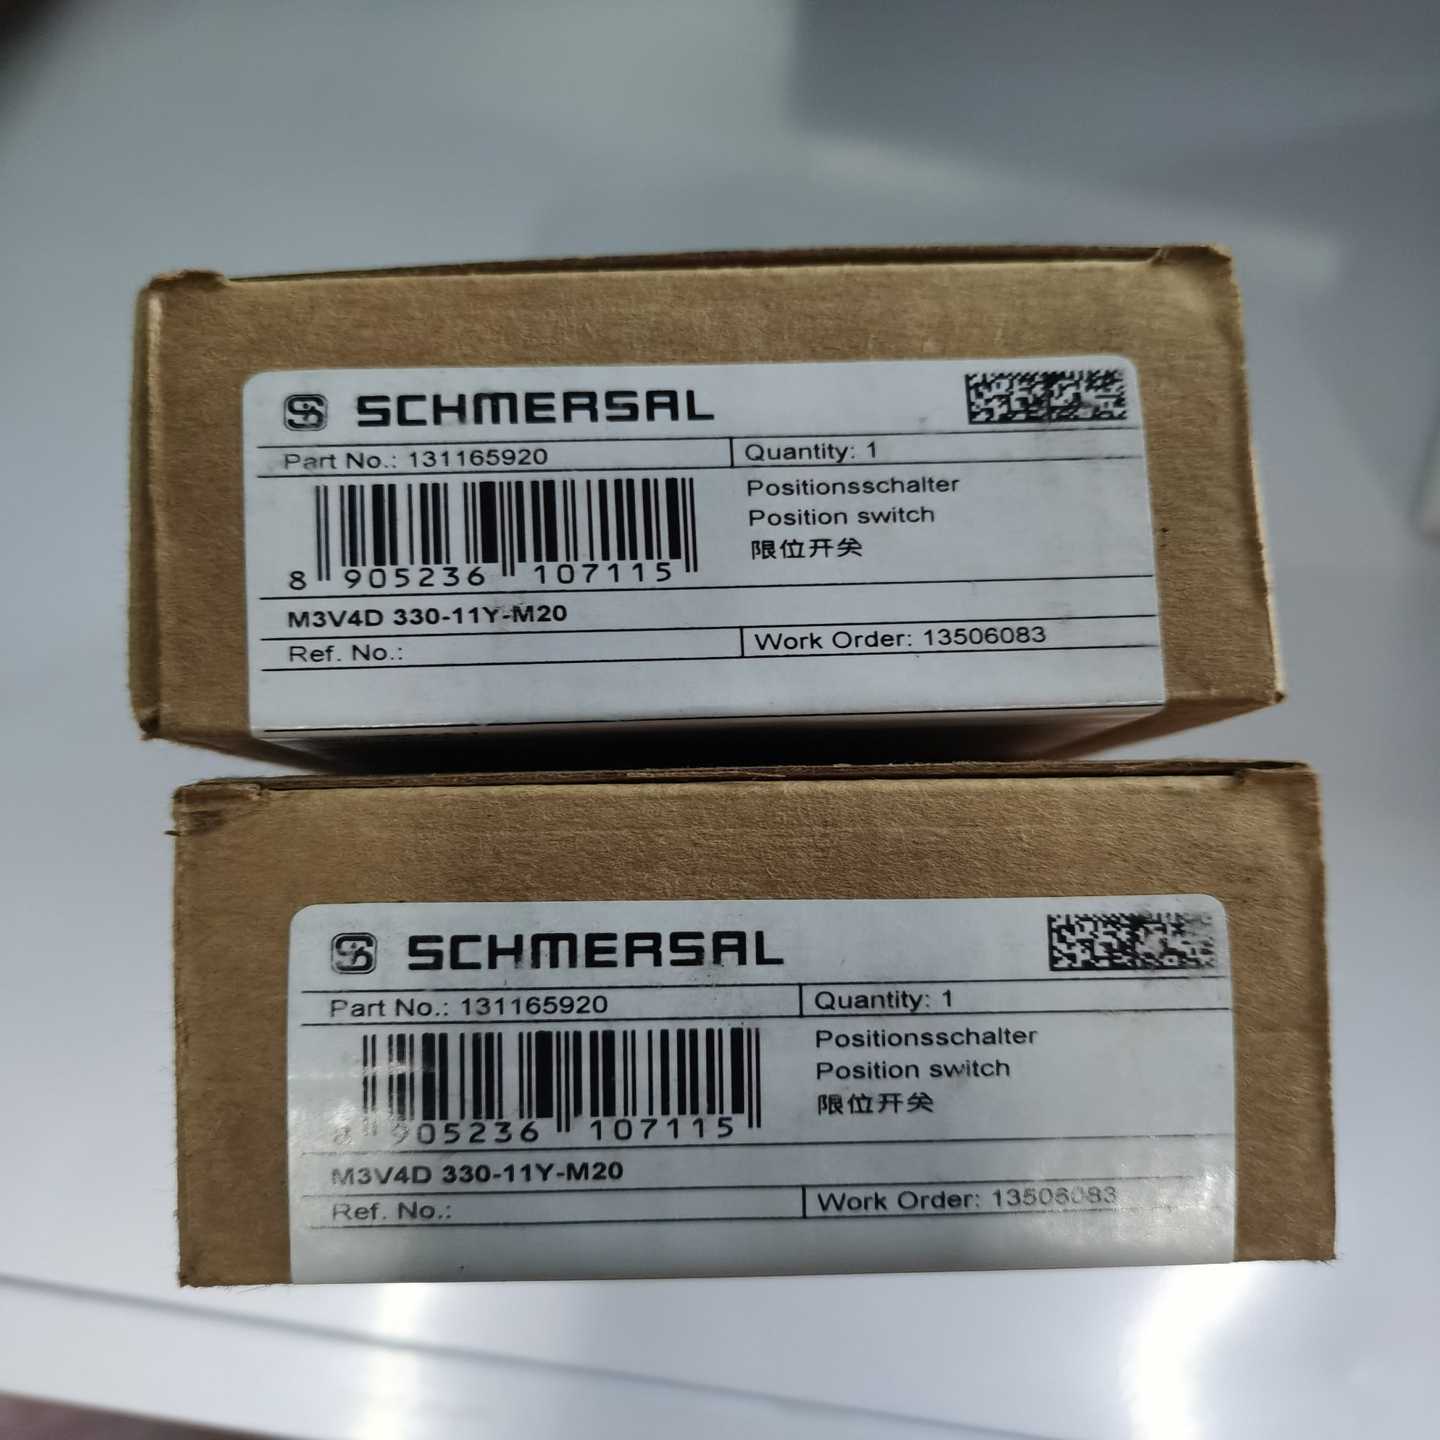 SCHMERSAL
Part No.: 131165920
Quantity: 1
Positionsschalter
Position switch
限位开关
8 905236 107115
M3V4D 330-11Y-M20
Ref. No.:
Work Order: 13506083
SCHMERSAL
Part No.: 131165920
Quantity: 1
Positionsschalter
Position switch
限位开关
8 905236 107115
M3V4D 330-11Y-M20
Ref. No.:
Work Order: 13506083